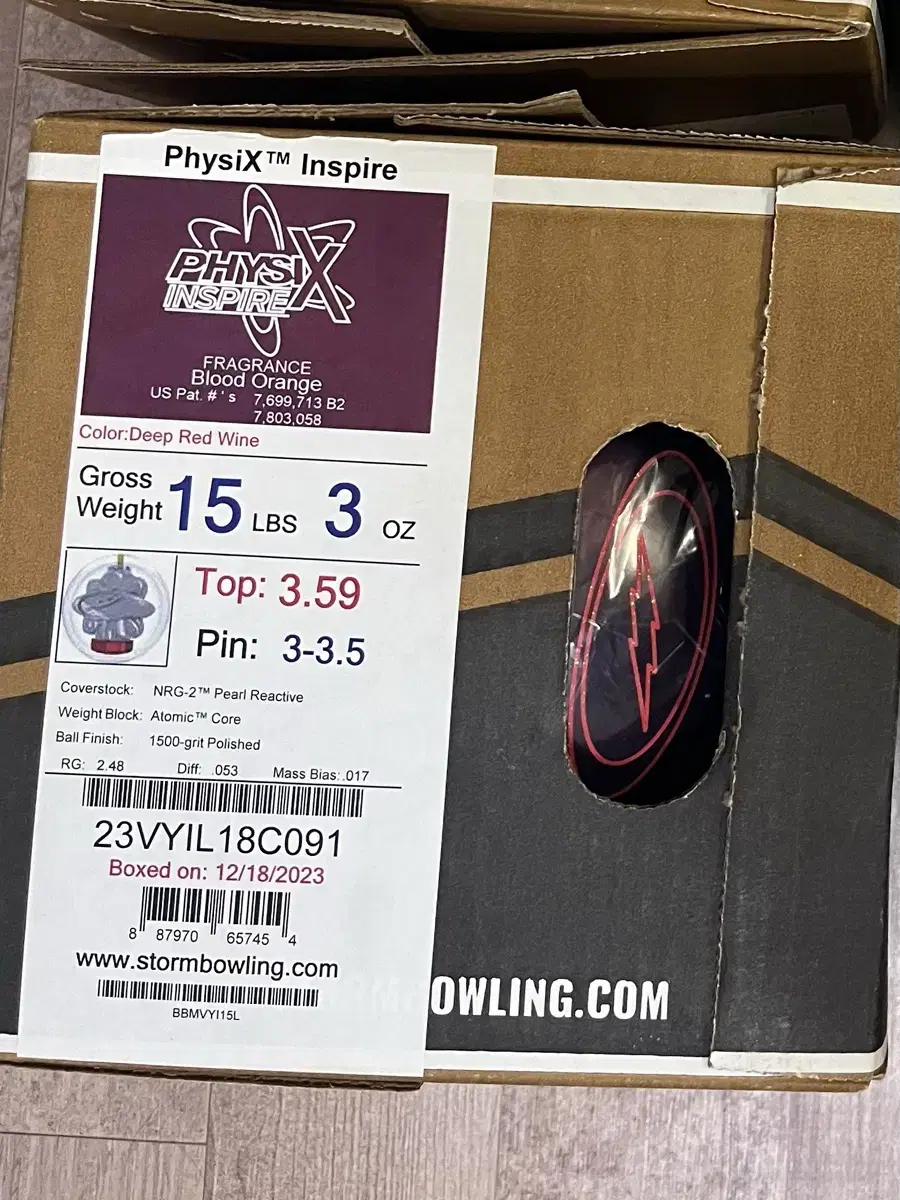 PhysiX™ Inspire
PHYSIX
INSPIRE
FRAGRANCE
Blood Orange
US Pat. #'s 7,699,713 B2
7,803,058
Color:Deep Red Wine
Gross Weight 15 LBS 3 OZ
Top: 3.59
Pin: 3-3.5
Coverstock: NRG-2™ Pearl Reactive
Weight Block: Atomic™ Core
Ball Finish: 1500-grit Polished
RG: 2.48 Diff: .053 Mass Bias: .017
23VYIL18C091
Boxed on: 12/18/2023
8 87970 65745 4
www.stormbowling.com
BBMVYI15L
OWLING.COM